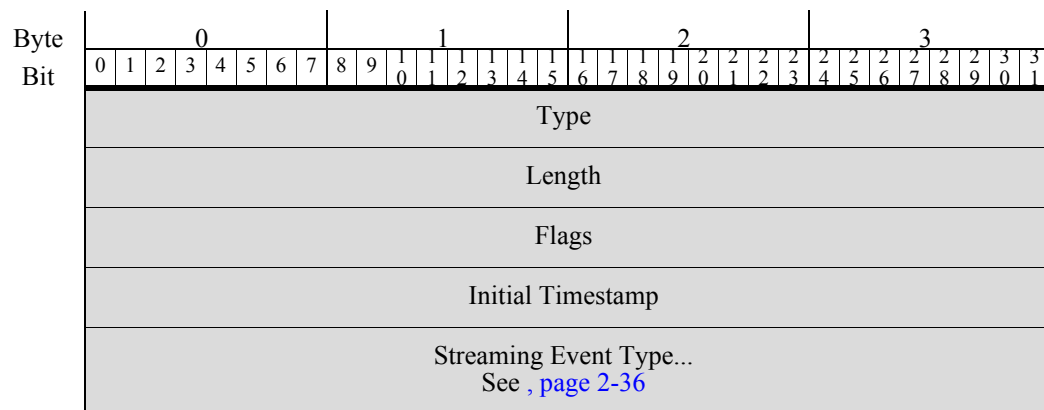 Byte 0 1 2 3
Bit 0 1 2 3 4 5 6 7 8 9 10 11 12 13 14 15 16 17 18 19 20 21 22 23 24 25 26 27 28 29 30 31
Type
Length
Flags
Initial Timestamp
Streaming Event Type...
See , page 2-36